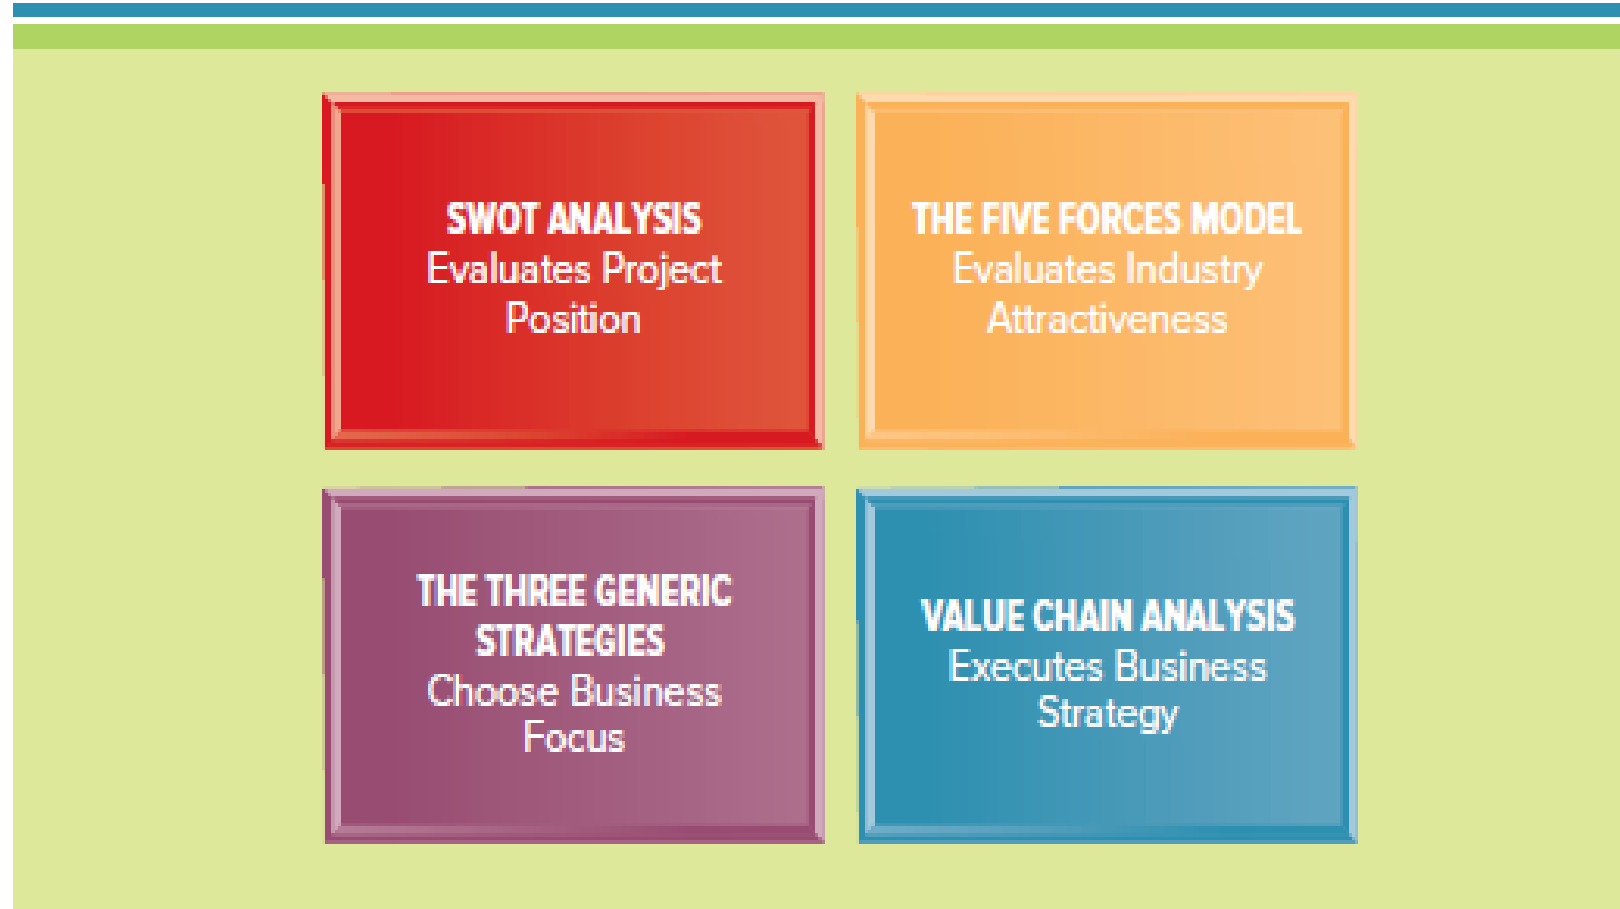 SWOT ANALYSIS
Evaluates Project
Position
THE FIVE FORCES MODEL
Evaluates Industry
Attractiveness
THE THREE GENERIC
STRATEGIES
Choose Business
Focus
VALUE CHAIN ANALYSIS
Executes Business
Strategy